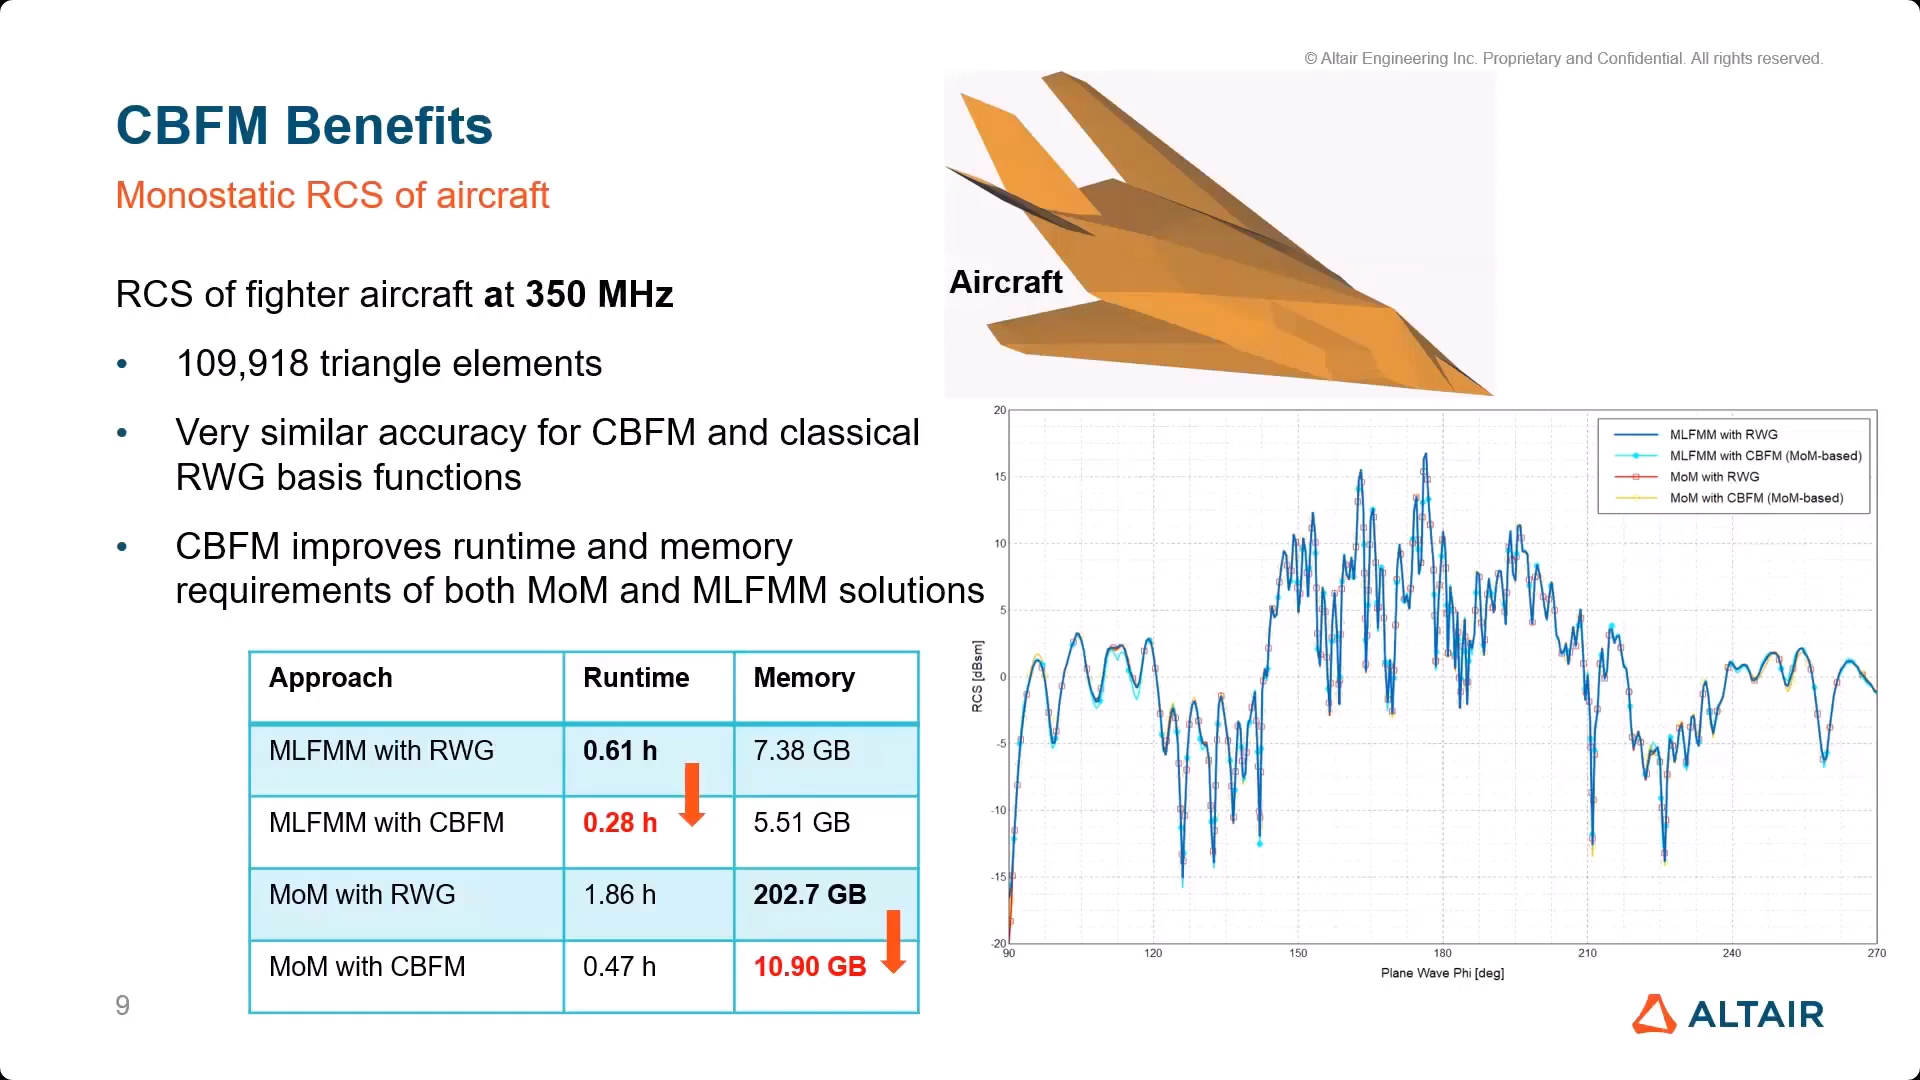 © Altair Engineering Inc. Proprietary and Confidential. All rights reserved.
CBFM Benefits
Monostatic RCS of aircraft
RCS of fighter aircraft at 350 MHz
• 109,918 triangle elements
• Very similar accuracy for CBFM and classical
RWG basis functions
• CBFM improves runtime and memory
requirements of both MoM and MLFMM solutions
Approach Runtime Memory
MLFMM with RWG 0.61 h 7.38 GB
MLFMM with CBFM 0.28 h 5.51 GB
MoM with RWG 1.86 h 202.7 GB
MoM with CBFM 0.47 h 10.90 GB
Aircraft
MLFMM with RWG
MLFMM with CBFM (MoM-based)
MoM with RWG
MoM with CBFM (MoM-based)
20
15
10
5
0
-5
-10
-15
-20
RCS [dBsm]
90 120 150 180 210 240 270
Plane Wave Phi [deg]
9
ALTAIR